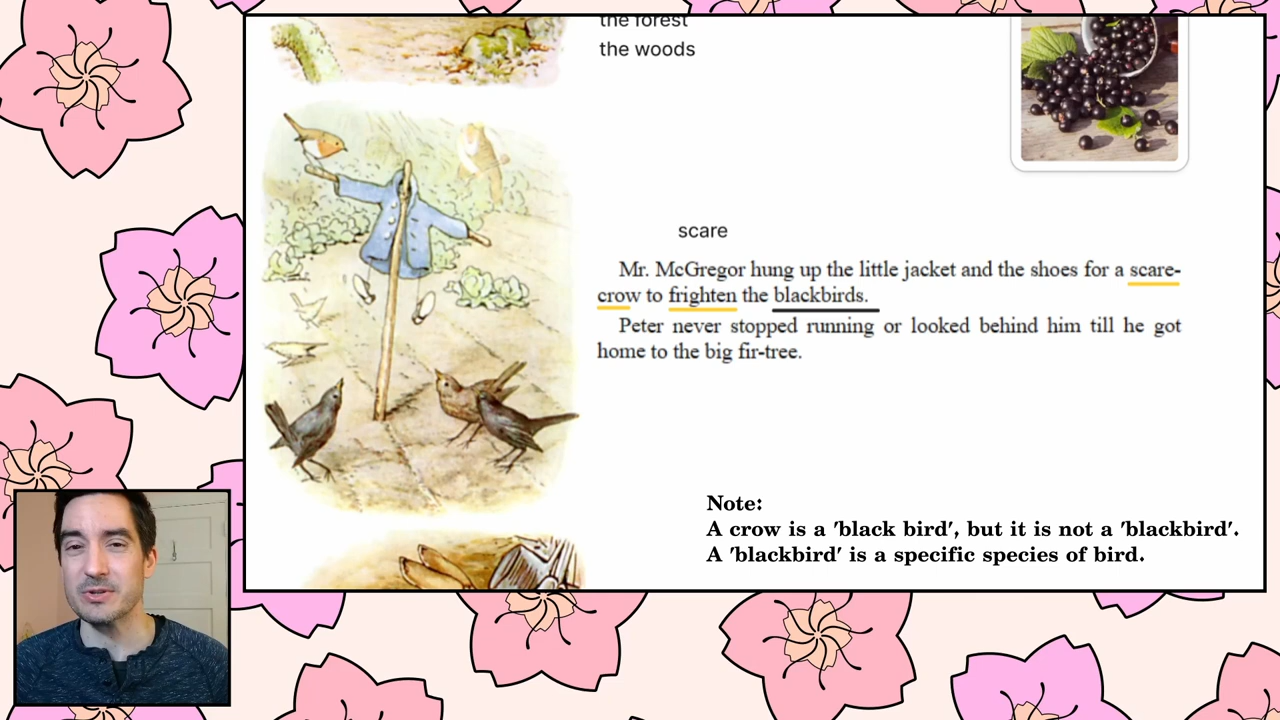 the forest
the woods
scare
Mr. McGregor hung up the little jacket and the shoes for a scare-
crow to frighten the blackbirds.
Peter never stopped running or looked behind him till he got
home to the big fir-tree.
Note:
A crow is a 'black bird', but it is not a 'blackbird'.
A 'blackbird' is a specific species of bird.